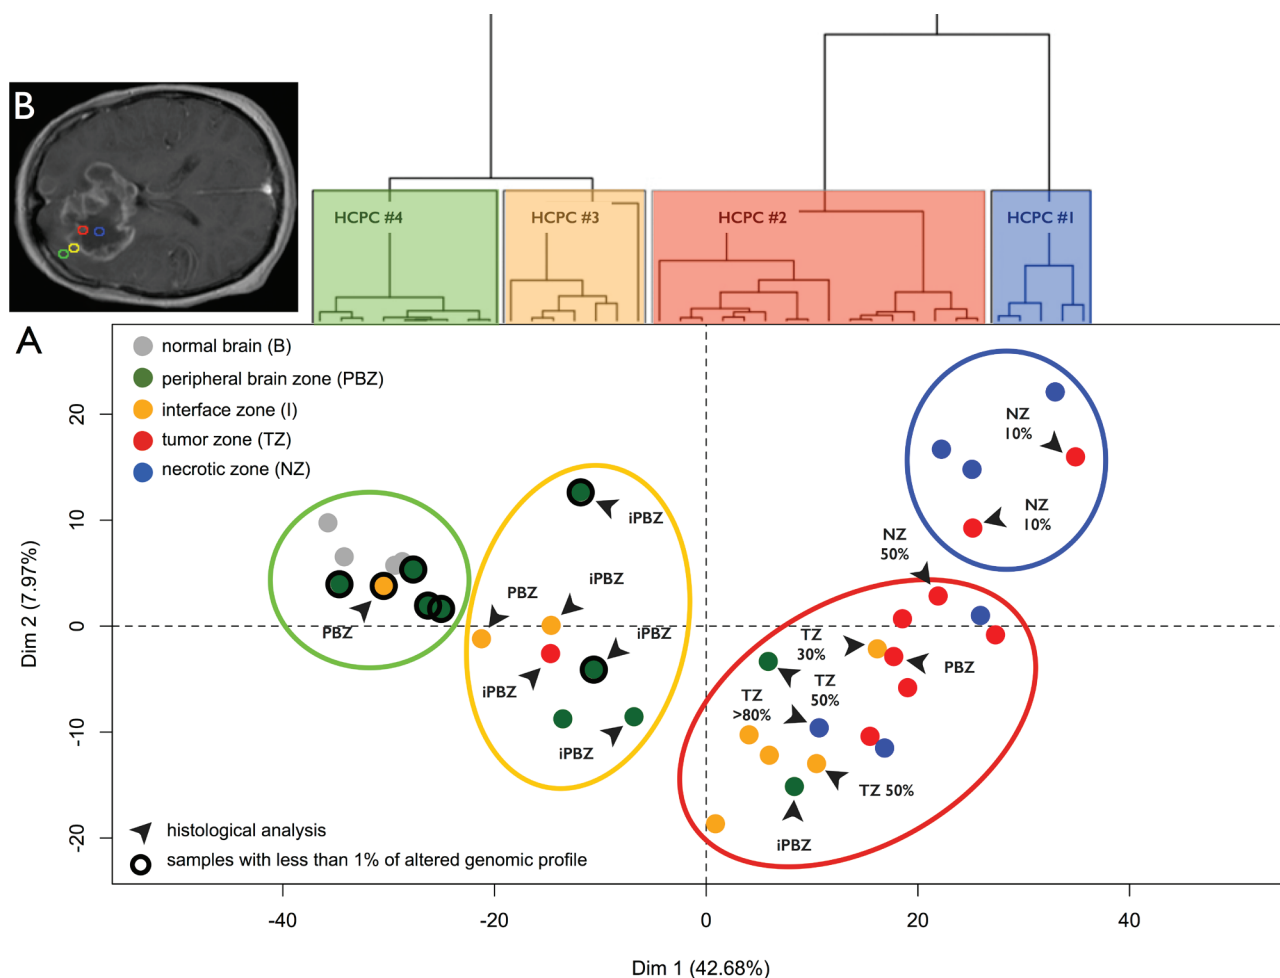 B
HCPC #4
HCPC #3
HCPC #2
HCPC #1
A
normal brain (B)
peripheral brain zone (PBZ)
interface zone (I)
tumor zone (TZ)
necrotic zone (NZ)
NZ
10%
NZ
10%
NZ
50%
iPBZ
PBZ
iPBZ
iPBZ
PBZ
iPBZ
iPBZ
TZ
30%
PBZ
TZ
50%
TZ
>80%
TZ 50%
iPBZ
histological analysis
samples with less than 1% of altered genomic profile
20
10
0
-10
-20
Dim 2 (7.97%)
-40
-20
0
20
40
Dim 1 (42.68%)